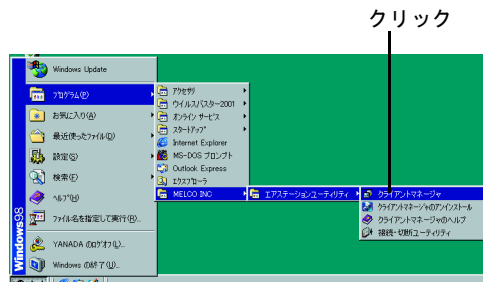 クリック
Windows Update
プログラム(P)
お気に入り(A)
最近使ったファイル(D)
設定(S)
検索(F)
ヘルプ(H)
ファイル名を指定して実行(R)...
YANADA のログオフ(L)...
Windows の終了(U)...
Windows98
アクセサリ
ウイルスバスター2001
オンライン サービス
スタートアップ
Internet Explorer
MS-DOS プロンプト
Outlook Express
エクスプローラ
MELCO INC
エアステーションユーティリティ
クライアントマネージャ
クライアントマネージャのアンインストール
クライアントマネージャのヘルプ
接続・切断ユーティリティ